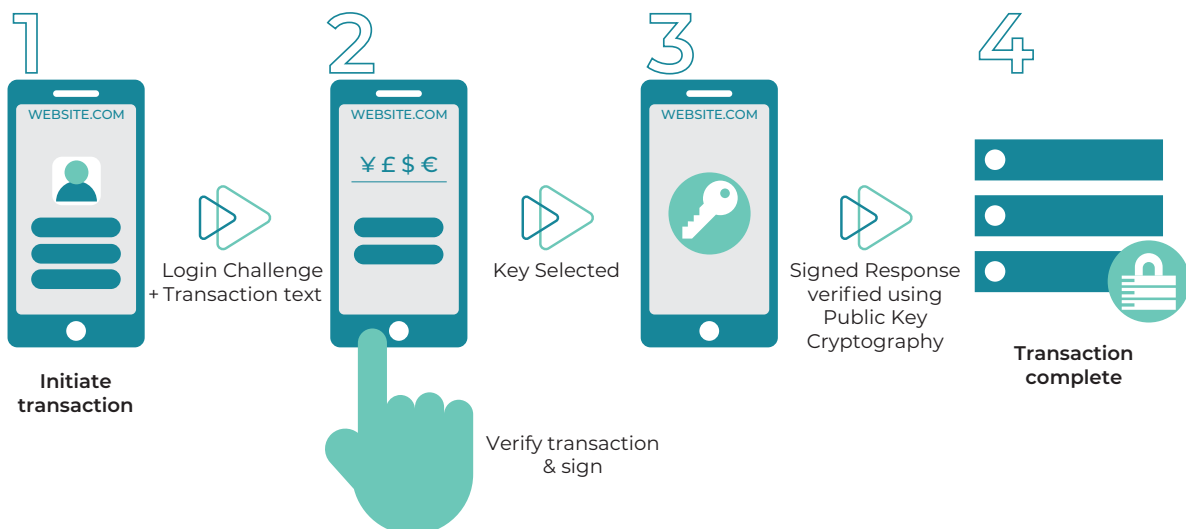 1
2
3
4
WEBSITE.COM
WEBSITE.COM
WEBSITE.COM
¥ £ $ €
Login Challenge
+ Transaction text
Key Selected
Signed Response
verified using
Public Key
Cryptography
Initiate
transaction
Transaction
complete
Verify transaction
& sign